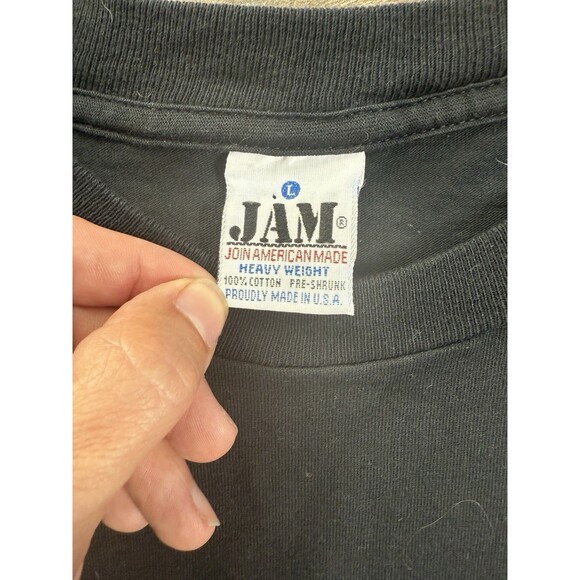 L
JAM®
JOIN AMERICAN MADE
HEAVY WEIGHT
100% COTTON PRE-SHRUNK
PROUDLY MADE IN U.S.A.